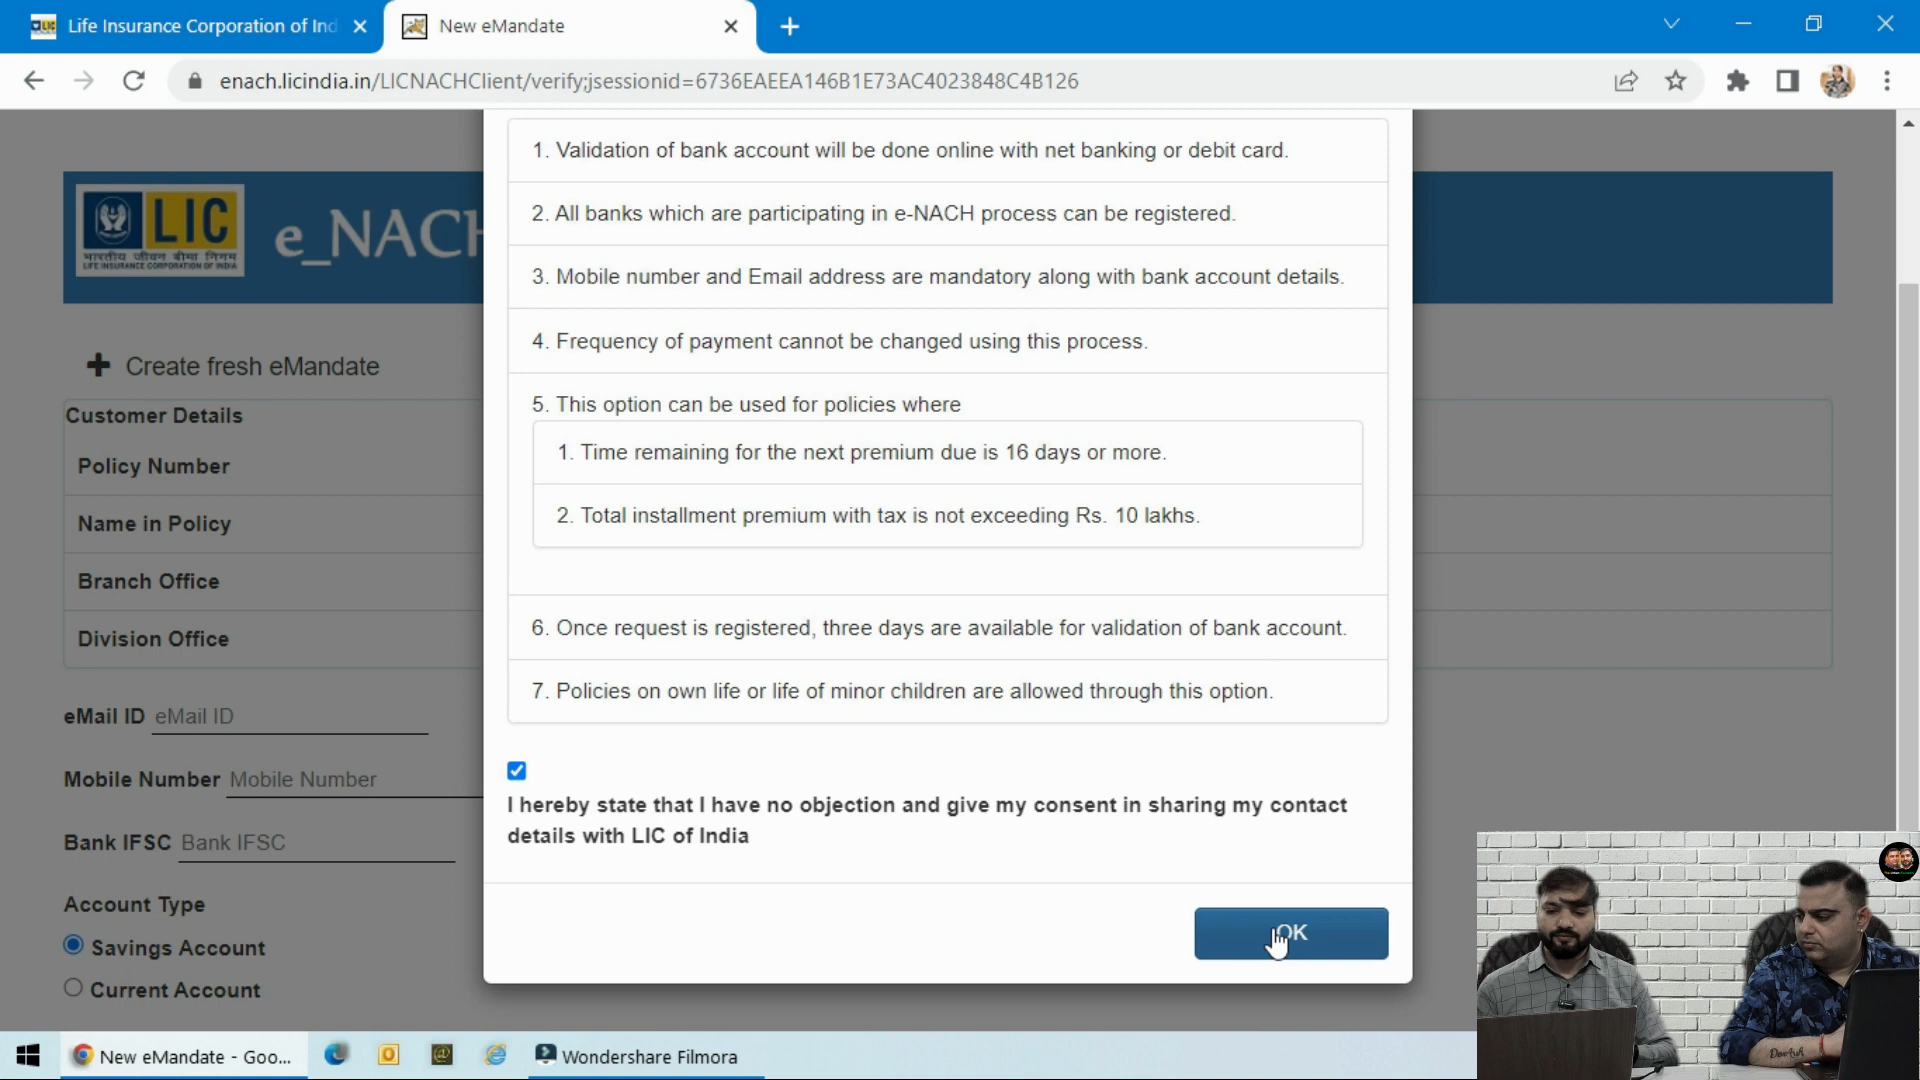 Life Insurance Corporation of Ind
New eMandate
enach.licindia.in/LICNACHClient/verify;jsessionid=6736EAEEA146B1E73AC4023848C4B126
LIC
भारतीय जीवन बीमा निगम
LIFE INSURANCE CORPORATION OF INDIA
e_NACH
Create fresh eMandate
Customer Details
Policy Number
Name in Policy
Branch Office
Division Office
eMail ID eMail ID
Mobile Number Mobile Number
Bank IFSC Bank IFSC
Account Type
Savings Account
Current Account
1. Validation of bank account will be done online with net banking or debit card.
2. All banks which are participating in e-NACH process can be registered.
3. Mobile number and Email address are mandatory along with bank account details.
4. Frequency of payment cannot be changed using this process.
5. This option can be used for policies where
1. Time remaining for the next premium due is 16 days or more.
2. Total installment premium with tax is not exceeding Rs. 10 lakhs.
6. Once request is registered, three days are available for validation of bank account.
7. Policies on own life or life of minor children are allowed through this option.
I hereby state that I have no objection and give my consent in sharing my contact
details with LIC of India
OK
New eMandate - Goo...
Wondershare Filmora